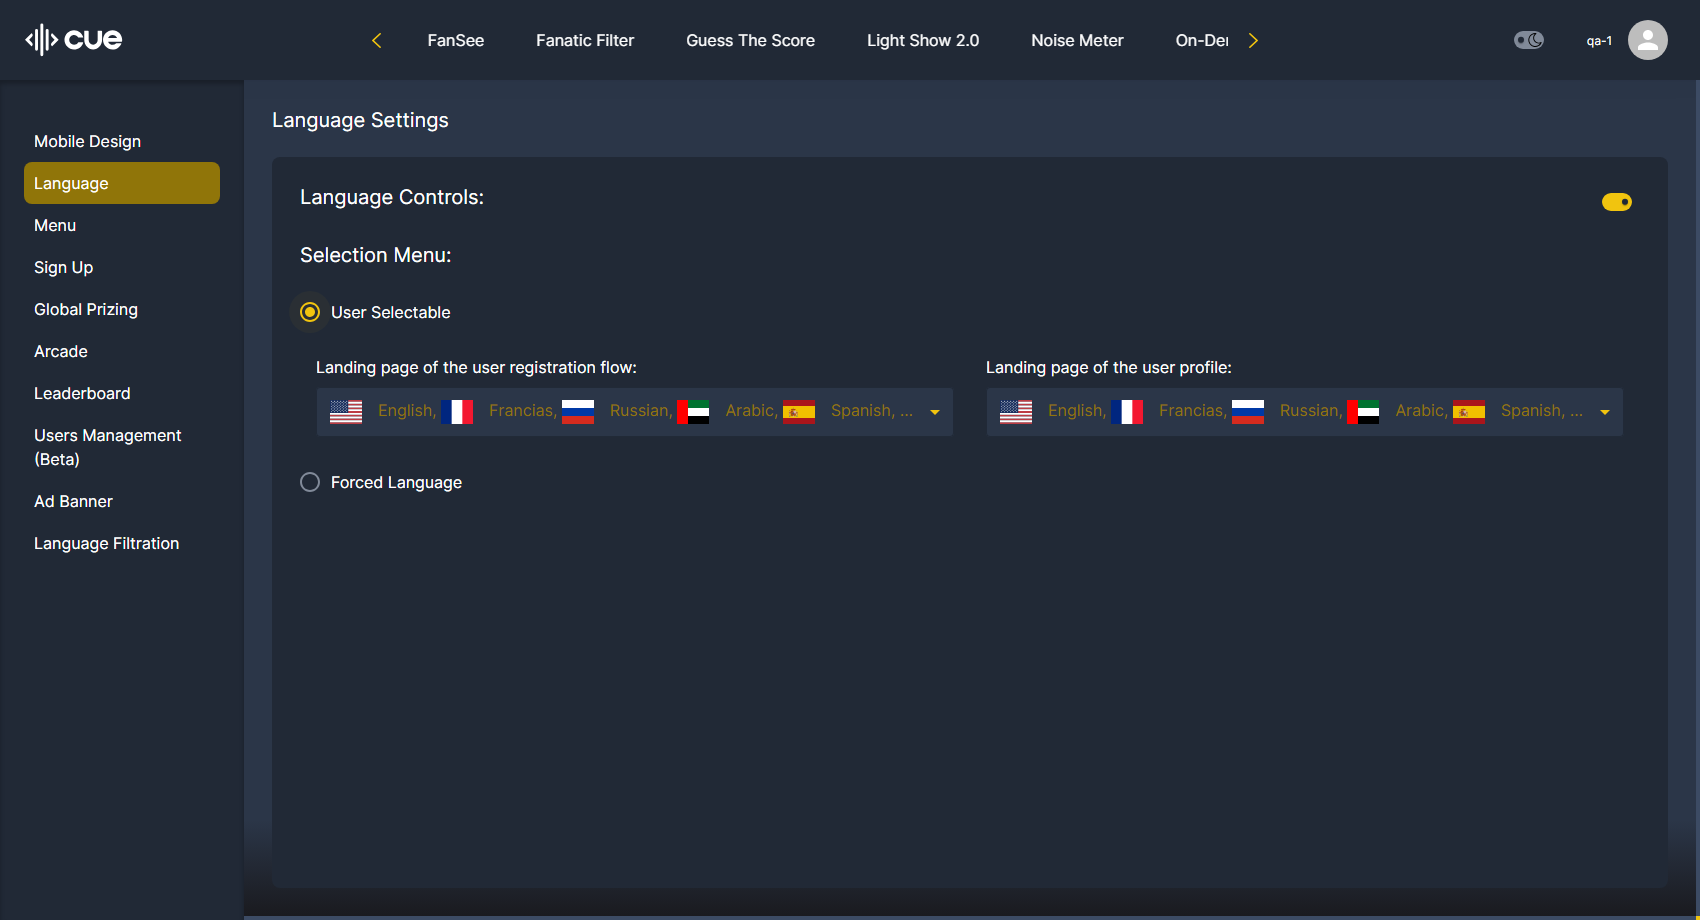 cue
FanSee
Fanatic Filter
Guess The Score
Light Show 2.0
Noise Meter
On-Der
qa-1
Mobile Design
Language
Menu
Sign Up
Global Prizing
Arcade
Leaderboard
Users Management
(Beta)
Ad Banner
Language Filtration
Language Settings
Language Controls:
Selection Menu:
User Selectable
Landing page of the user registration flow:
English, Francias, Russian, Arabic, Spanish, ...
Landing page of the user profile:
English, Francias, Russian, Arabic, Spanish, ...
Forced Language